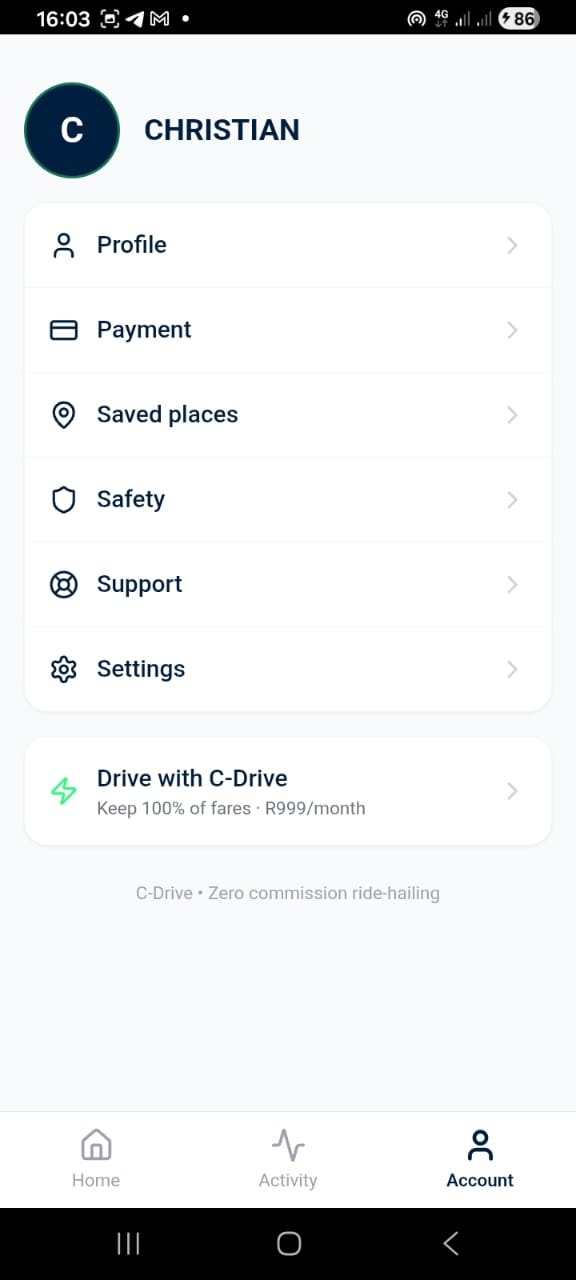 16:03
4G
86
C
CHRISTIAN
Profile
Payment
Saved places
Safety
Support
Settings
Drive with C-Drive
Keep 100% of fares · R999/month
C-Drive • Zero commission ride-hailing
Home
Activity
Account